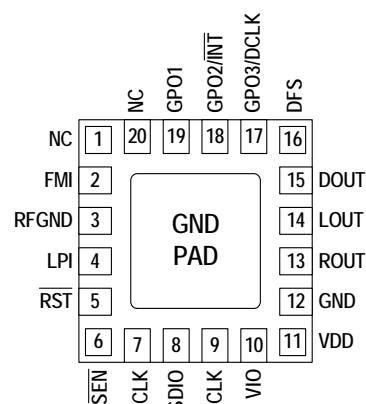 NC
GPO1
GPO2/INT
GPO3/DCLK
DFS
NC 1 20 19 18 17 16
FMI 2 15 DOUT
RFGND 3 14 LOUT
LPI 4 13 ROUT
RST 5 12 GND
6 7 8 9 10 11 VDD
GND
PAD
SEN
CLK
SDIO
CLK
VIO